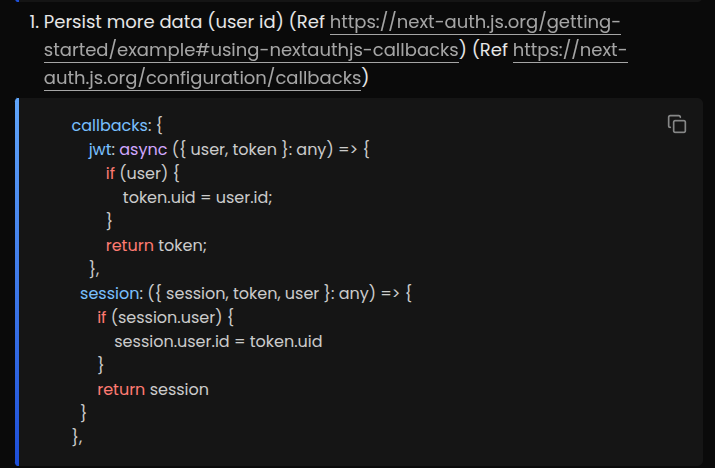 1. Persist more data (user id) (Ref https://next-auth.js.org/getting-
started/example#using-nextauthjs-callbacks) (Ref https://next-
auth.js.org/configuration/callbacks)
callbacks: {
jwt: async ({ user, token }: any) => {
if (user) {
token.uid = user.id;
}
return token;
},
session: ({ session, token, user }: any) => {
if (session.user) {
session.user.id = token.uid
}
return session
}
},